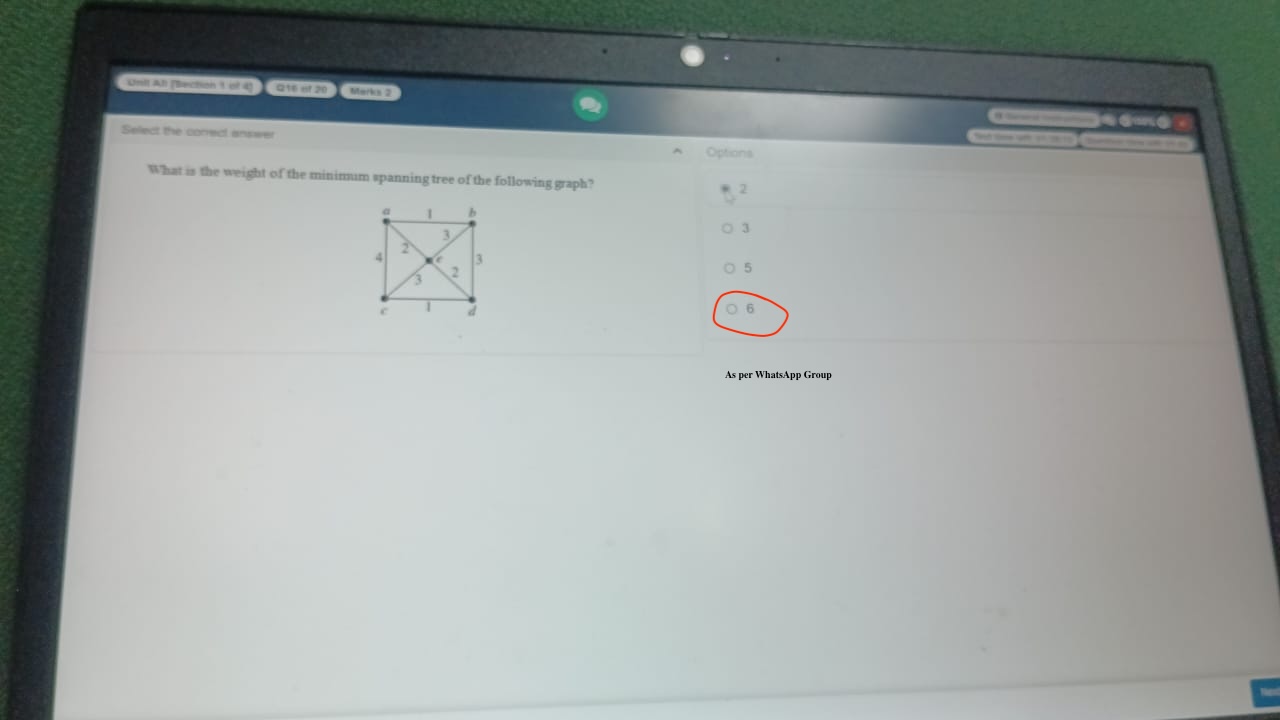 Unit All [Section 1 of 4] Q16 of 20 Marks 2
General Instructions
Select the correct answer
Options
What is the weight of the minimum spanning tree of the following graph?
a 1 b
2 3
4 e 3
3 2
c 1 d
2
3
5
6
As per WhatsApp Group